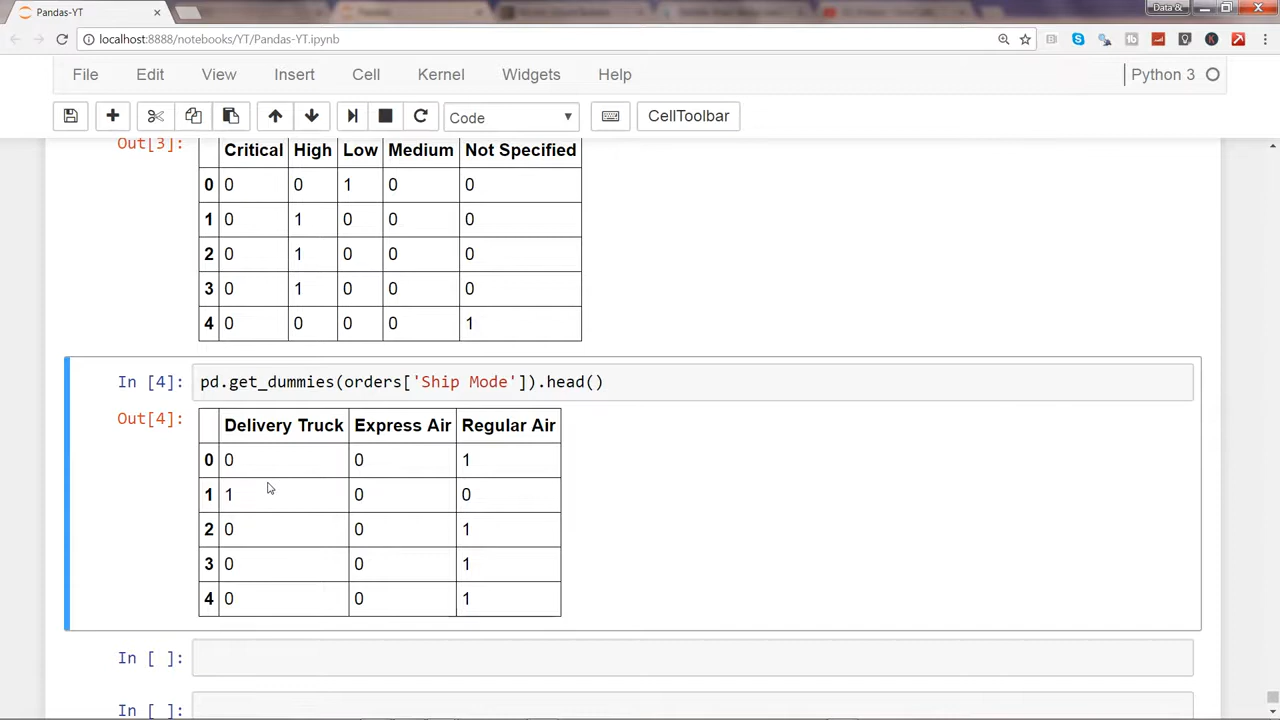 Pandas-YT
Data &
localhost:8888/notebooks/YT/Pandas-YT.ipynb
File Edit View Insert Cell Kernel Widgets Help Python 3
Code CellToolbar
Out[3]:
Critical High Low Medium Not Specified
0 0 0 1 0 0
1 0 1 0 0 0
2 0 1 0 0 0
3 0 1 0 0 0
4 0 0 0 0 1
In [4]: pd.get_dummies(orders['Ship Mode']).head()
Out[4]:
Delivery Truck Express Air Regular Air
0 0 0 1
1 1 0 0
2 0 0 1
3 0 0 1
4 0 0 1
In [ ]:
In [ ]: